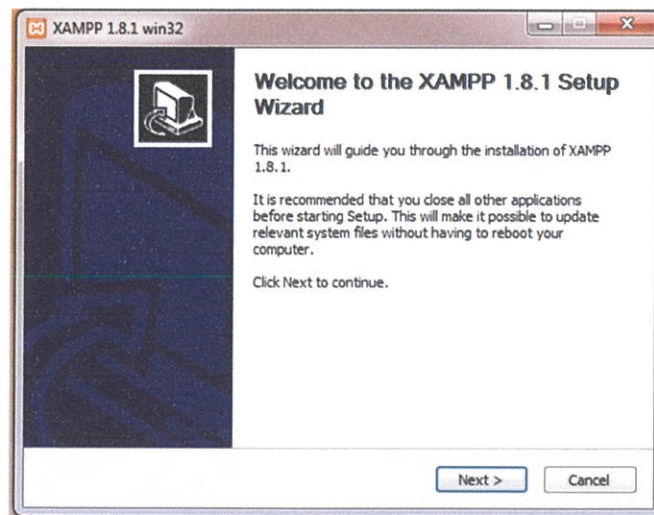 XAMPP 1.8.1 win32
Welcome to the XAMPP 1.8.1 Setup
Wizard
This wizard will guide you through the installation of XAMPP
1.8.1.
It is recommended that you close all other applications
before starting Setup. This will make it possible to update
relevant system files without having to reboot your
computer.
Click Next to continue.
Next >
Cancel